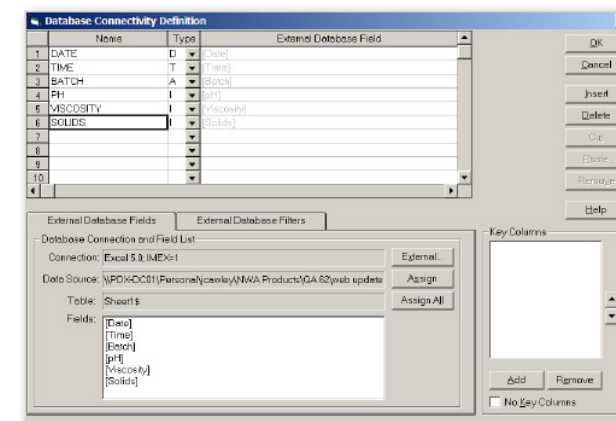 Database Connectivity Definition
Name Type External Database Field
1 DATE D [Date]
2 TIME T [Time]
3 BATCH A [Batch]
4 PH I [pH]
5 VISCOSITY I [Viscosity]
6 SOLIDS I [Solids]
7
8
9
10
OK
Cancel
Insert
Delete
Cut
Paste
Remove
Help
External Database Fields External Database Filters
Database Connection and Field List
Connection: Excel 5.0; IMEX=1 External...
Data Source: \\PDX-DC01\Personal\jcawley\NWA Products\QA 62\web update Assign
Table: Sheet1$ Assign All
Fields: [Date]
[Time]
[Batch]
[pH]
[Viscosity]
[Solids]
Key Columns
Add Remove
No Key Columns